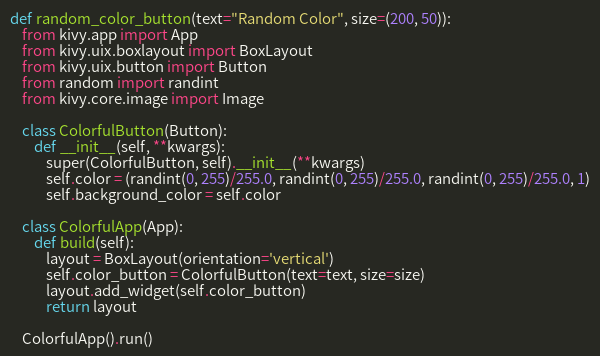 def random_color_button(text="Random Color", size=(200, 50)):
    from kivy.app import App
    from kivy.uix.boxlayout import BoxLayout
    from kivy.uix.button import Button
    from random import randint
    from kivy.core.image import Image

    class ColorfulButton(Button):
        def __init__(self, **kwargs):
            super(ColorfulButton, self).__init__(**kwargs)
            self.color = (randint(0, 255)/255.0, randint(0, 255)/255.0, randint(0, 255)/255.0, 1)
            self.background_color = self.color

    class ColorfulApp(App):
        def build(self):
            layout = BoxLayout(orientation='vertical')
            self.color_button = ColorfulButton(text=text, size=size)
            layout.add_widget(self.color_button)
            return layout

    ColorfulApp().run()